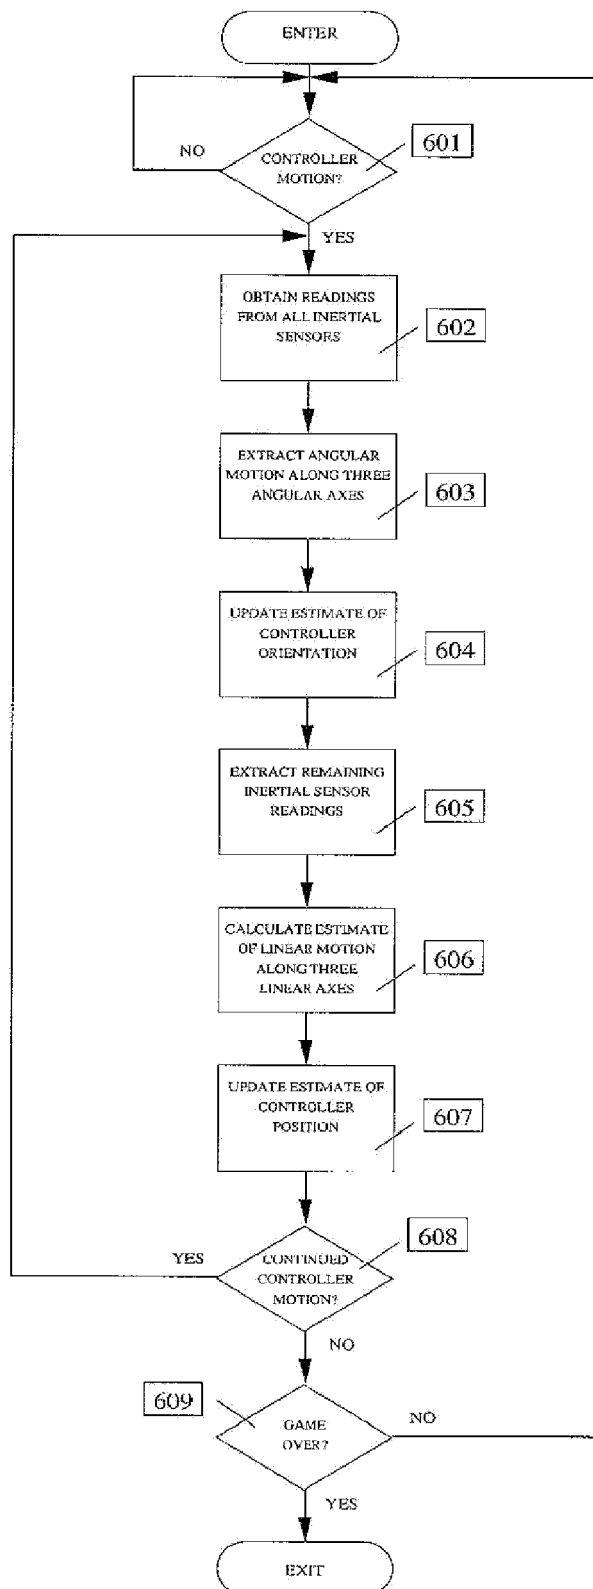 ENTER
NO
CONTROLLER
MOTION?
601
YES
OBTAIN READINGS
FROM ALL INERTIAL
SENSORS
602
EXTRACT ANGULAR
MOTION ALONG THREE
ANGULAR AXES
603
UPDATE ESTIMATE OF
CONTROLLER
ORIENTATION
604
EXTRACT REMAINING
INERTIAL SENSOR
READINGS
605
CALCULATE ESTIMATE
OF LINEAR MOTION
ALONG THREE
LINEAR AXES
606
UPDATE ESTIMATE OF
CONTROLLER
POSITION
607
YES
CONTINUED
CONTROLLER
MOTION?
608
NO
609
GAME
OVER?
NO
YES
EXIT